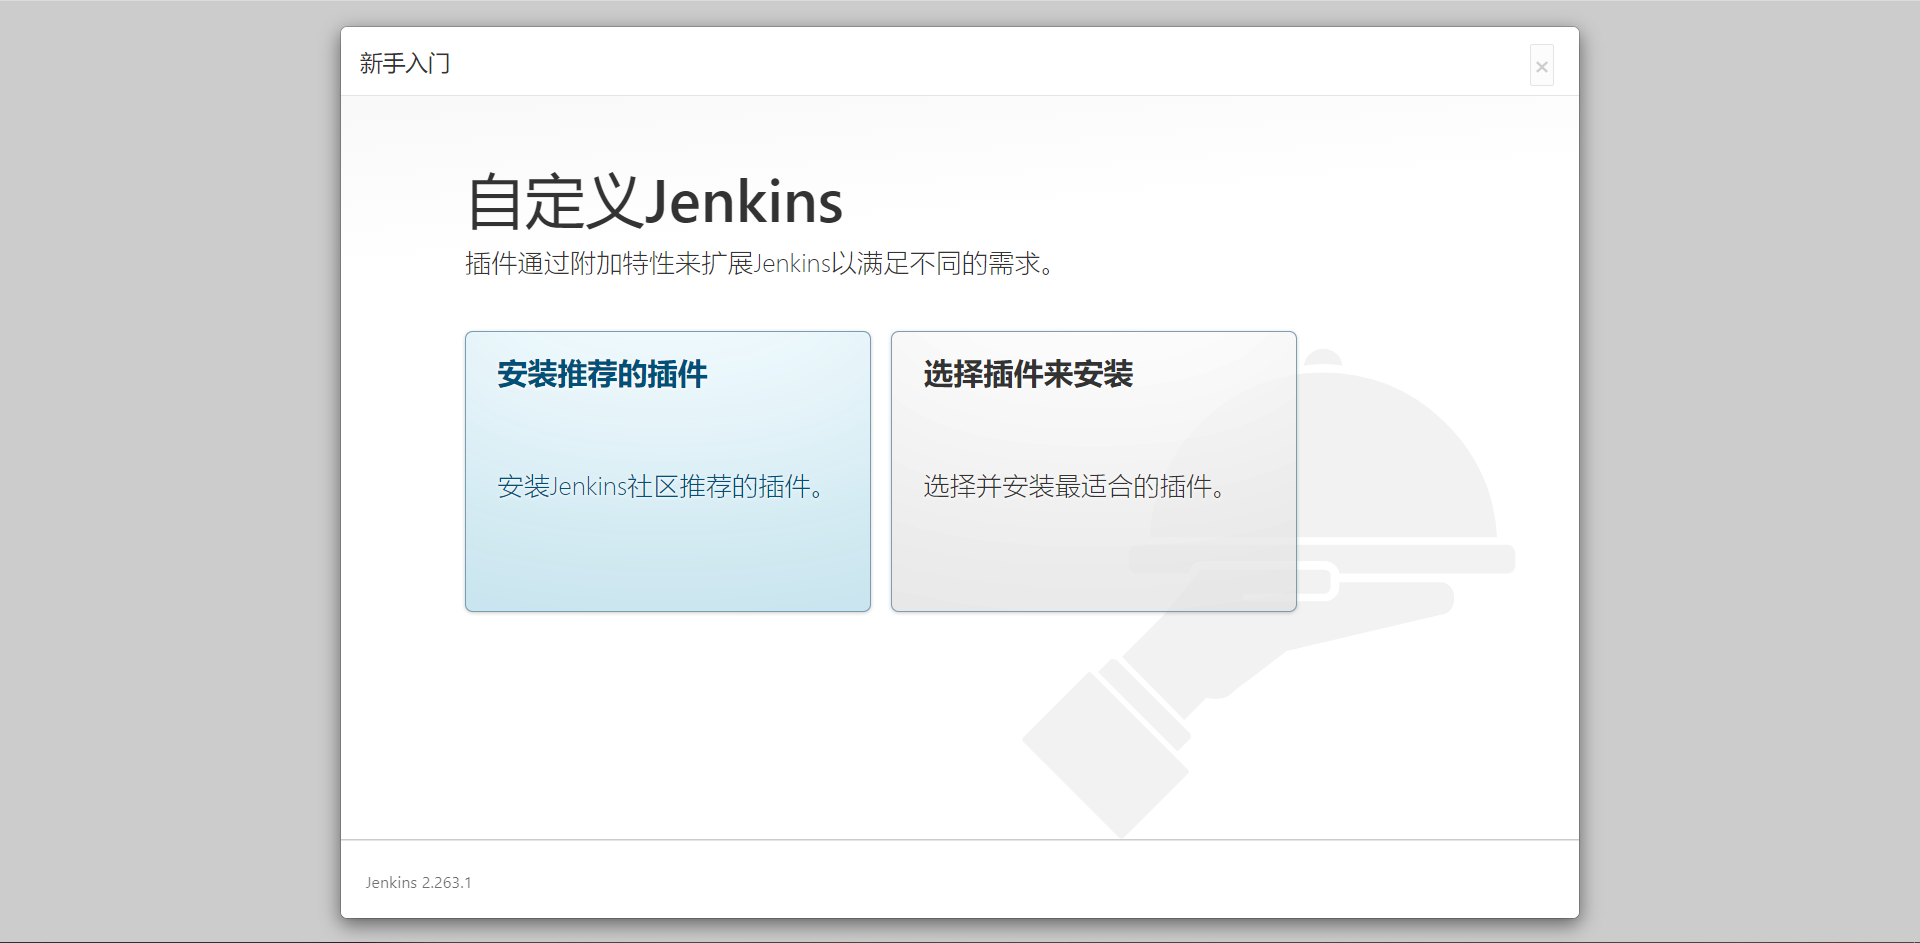 新手入门
×
自定义Jenkins
插件通过附加特性来扩展Jenkins以满足不同的需求。
安装推荐的插件
安装Jenkins社区推荐的插件。
选择插件来安装
选择并安装最适合的插件。
Jenkins 2.263.1